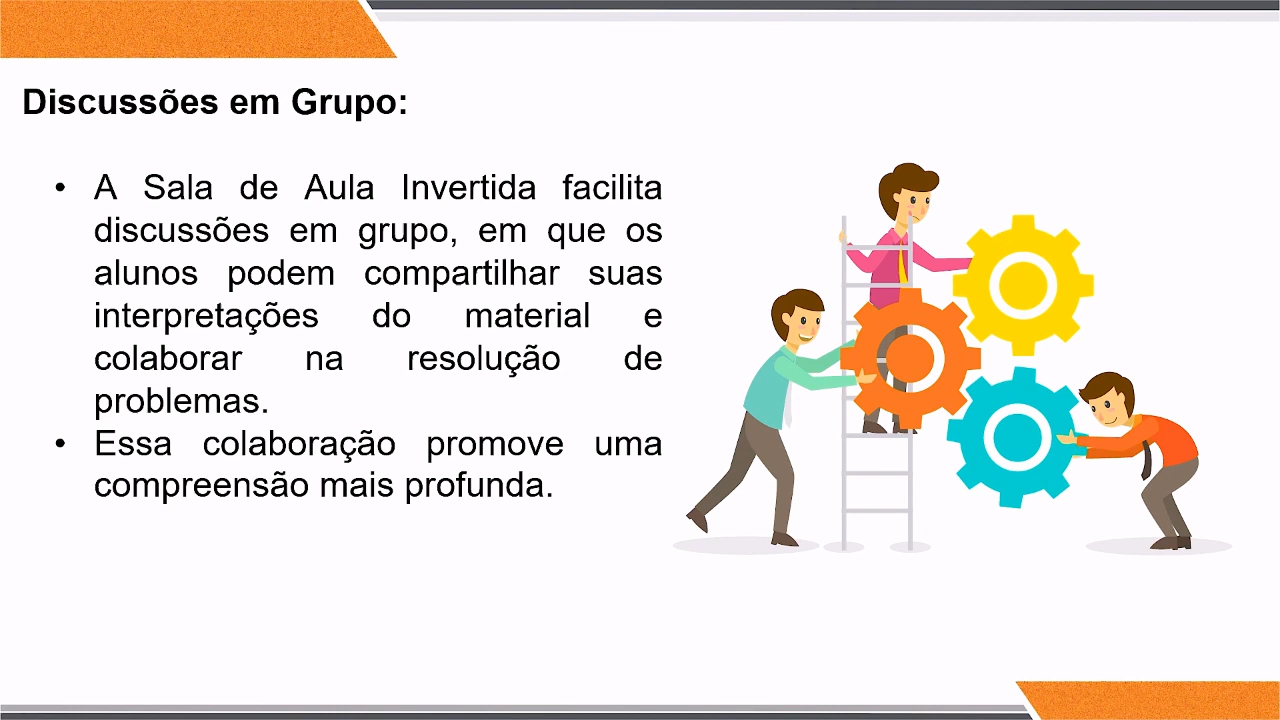 Discussões em Grupo:
• A Sala de Aula Invertida facilita
discussões em grupo, em que os
alunos podem compartilhar suas
interpretações do material e
colaborar na resolução de
problemas.
• Essa colaboração promove uma
compreensão mais profunda.